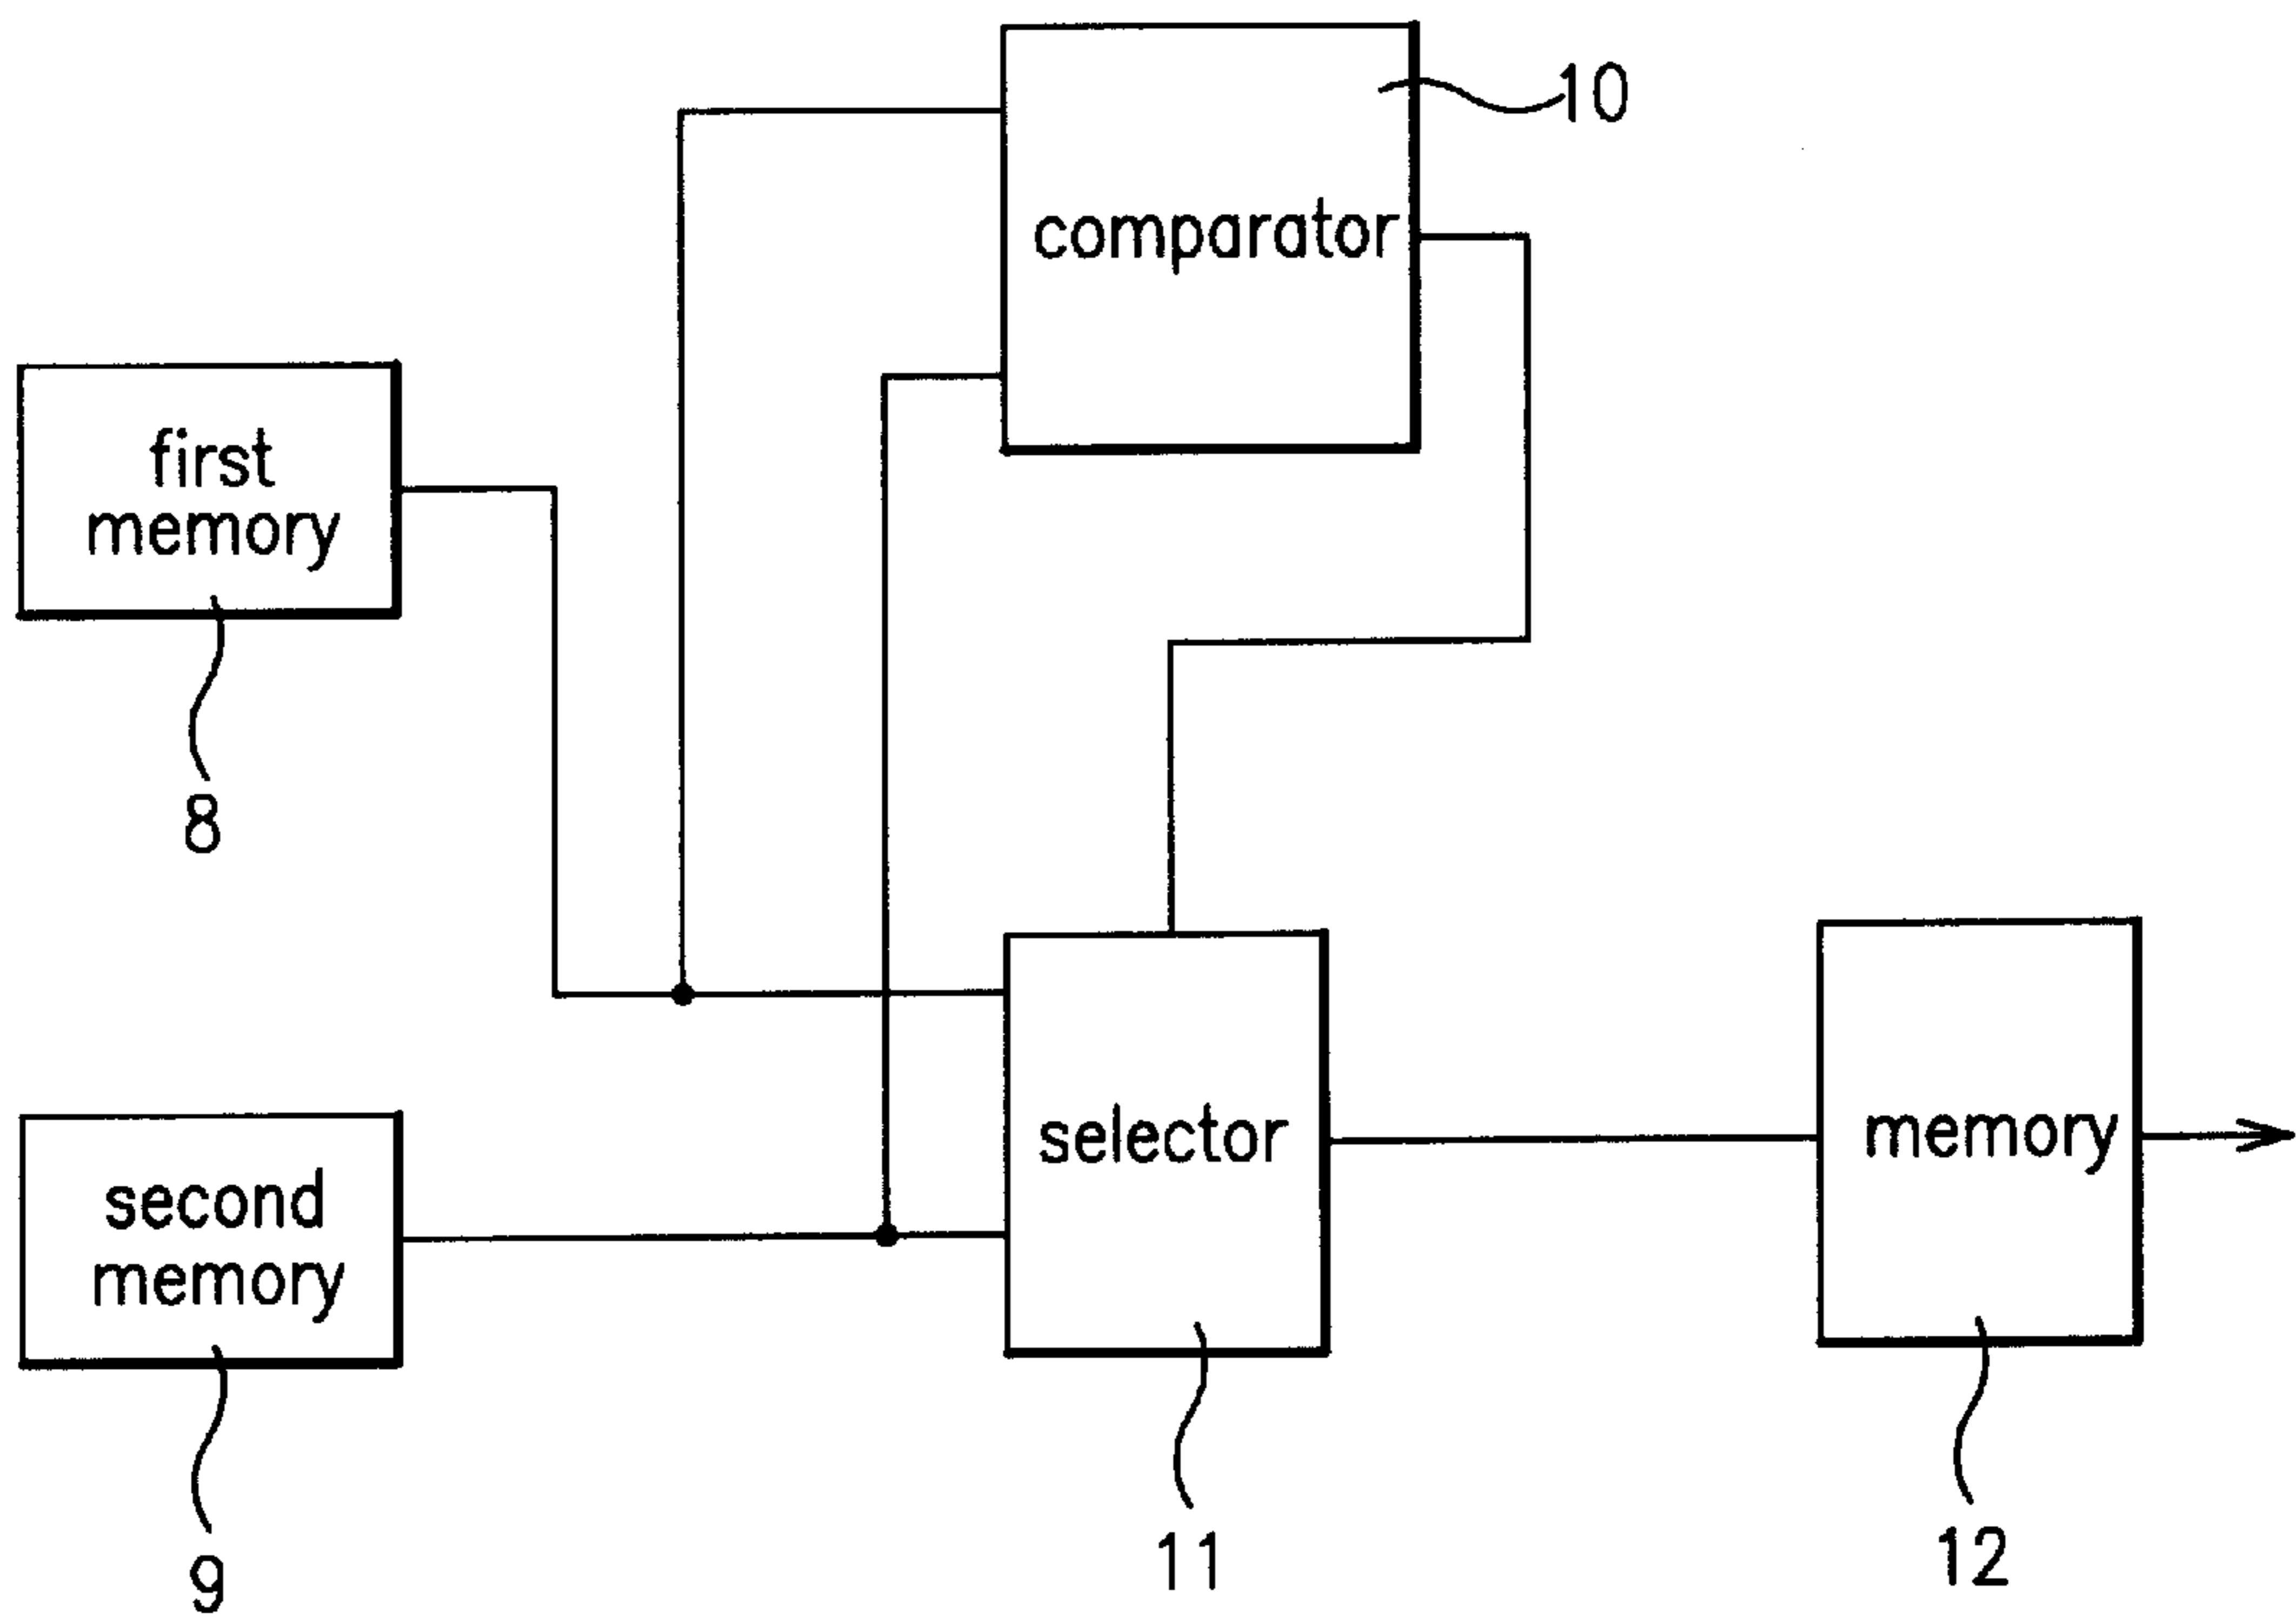 10
comparator
first
memory
8
selector
memory
second
memory
11
12
9